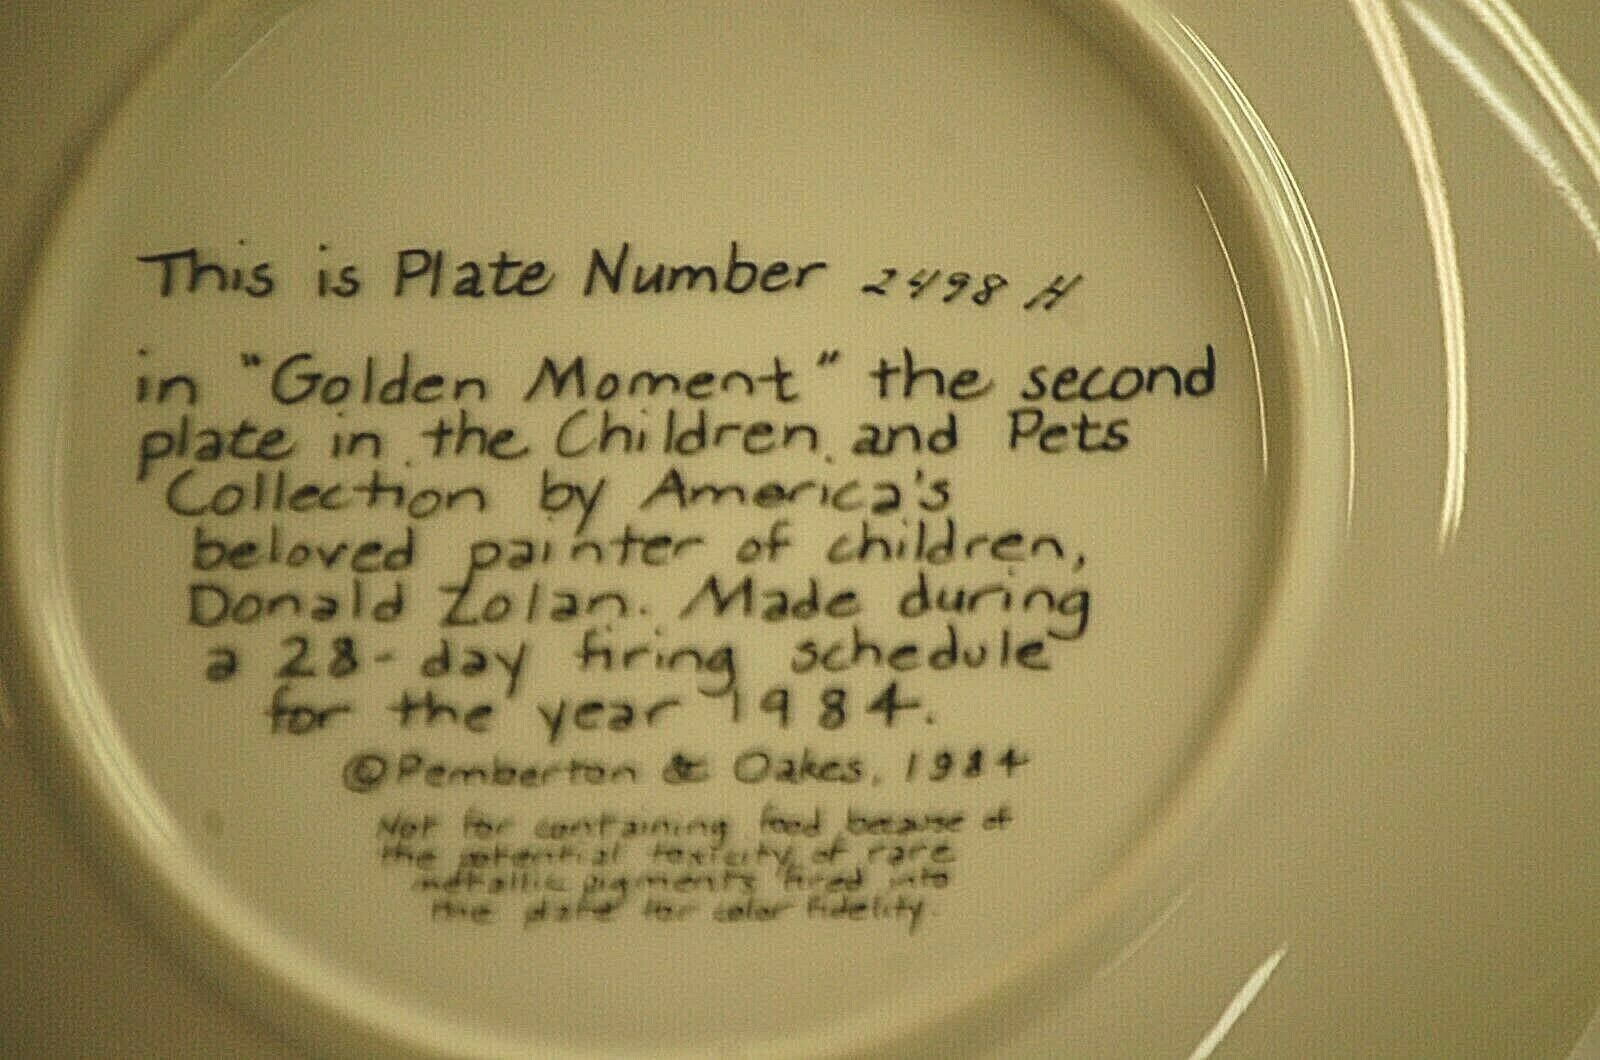 This is Plate Number 2498 H
in "Golden Moment" the second
plate in the Children and Pets
Collection by America's
beloved painter of children,
Donald Zolan. Made during
a 28-day firing schedule
for the year 1984.
©Pemberton & Oakes, 1984
Not for containing food because of
the potential toxicity of rare
metallic pigments fired into
the plate for color fidelity.